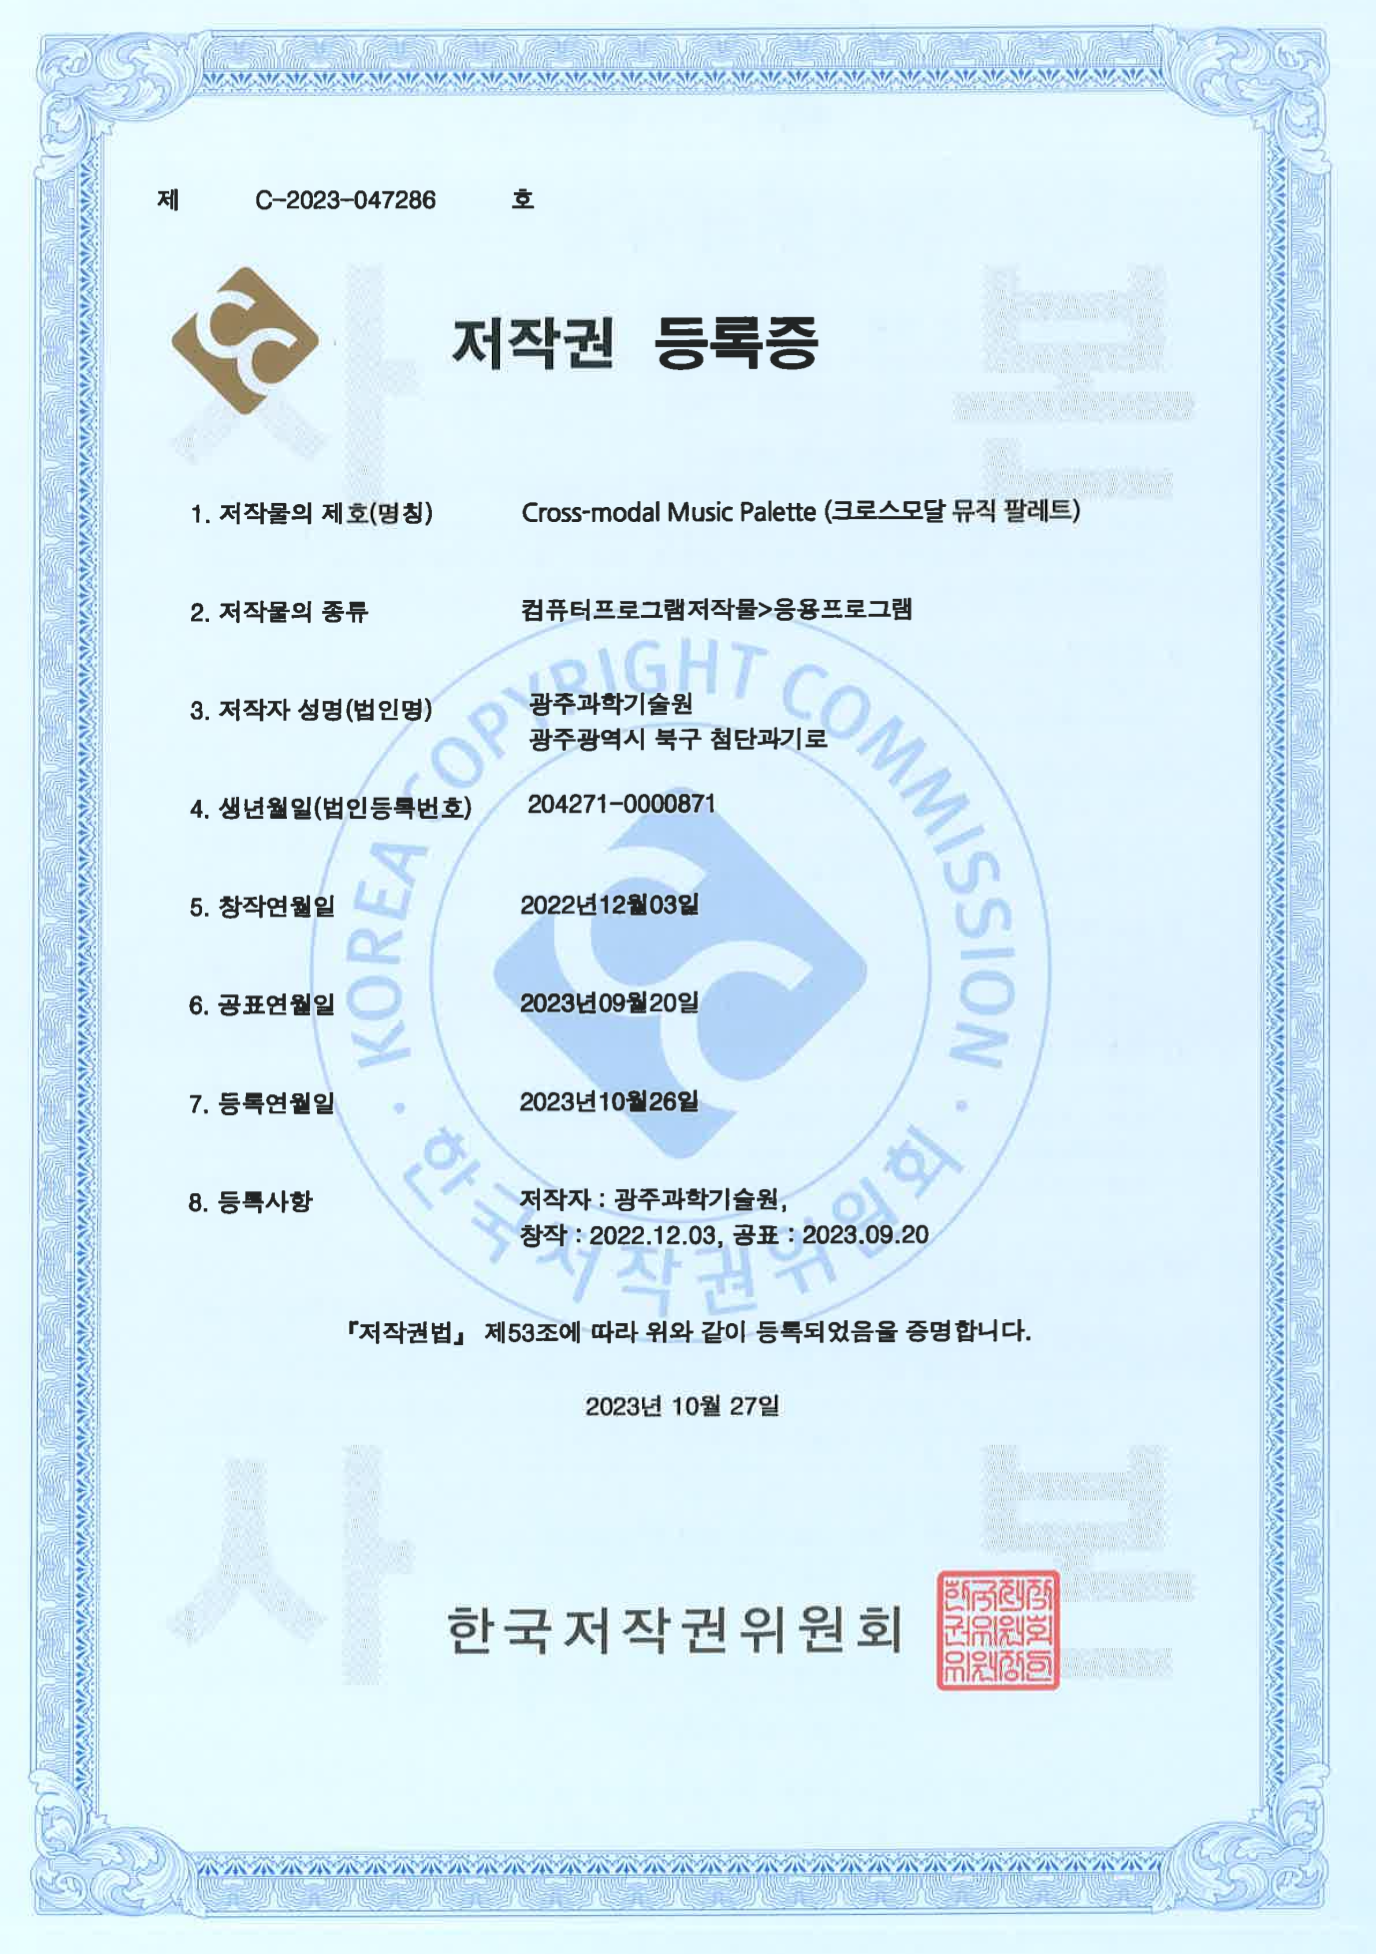 제 C-2023-047286 호
저작권 등록증
1. 저작물의 제호(명칭) Cross-modal Music Palette (크로스모달 뮤직 팔레트)
2. 저작물의 종류 컴퓨터프로그램저작물>응용프로그램
3. 저작자 성명(법인명) 광주과학기술원
광주광역시 북구 첨단과기로
4. 생년월일(법인등록번호) 204271-0000871
5. 창작연월일 2022년12월03일
6. 공표연월일 2023년09월20일
7. 등록연월일 2023년10월26일
8. 등록사항 저작자 : 광주과학기술원,
창작 : 2022.12.03, 공표 : 2023.09.20
『저작권법』 제53조에 따라 위와 같이 등록되었음을 증명합니다.
2023년 10월 27일
한국저작권위원회
KOREA COPYRIGHT COMMISSION
한국저작권위원회
사본
사본